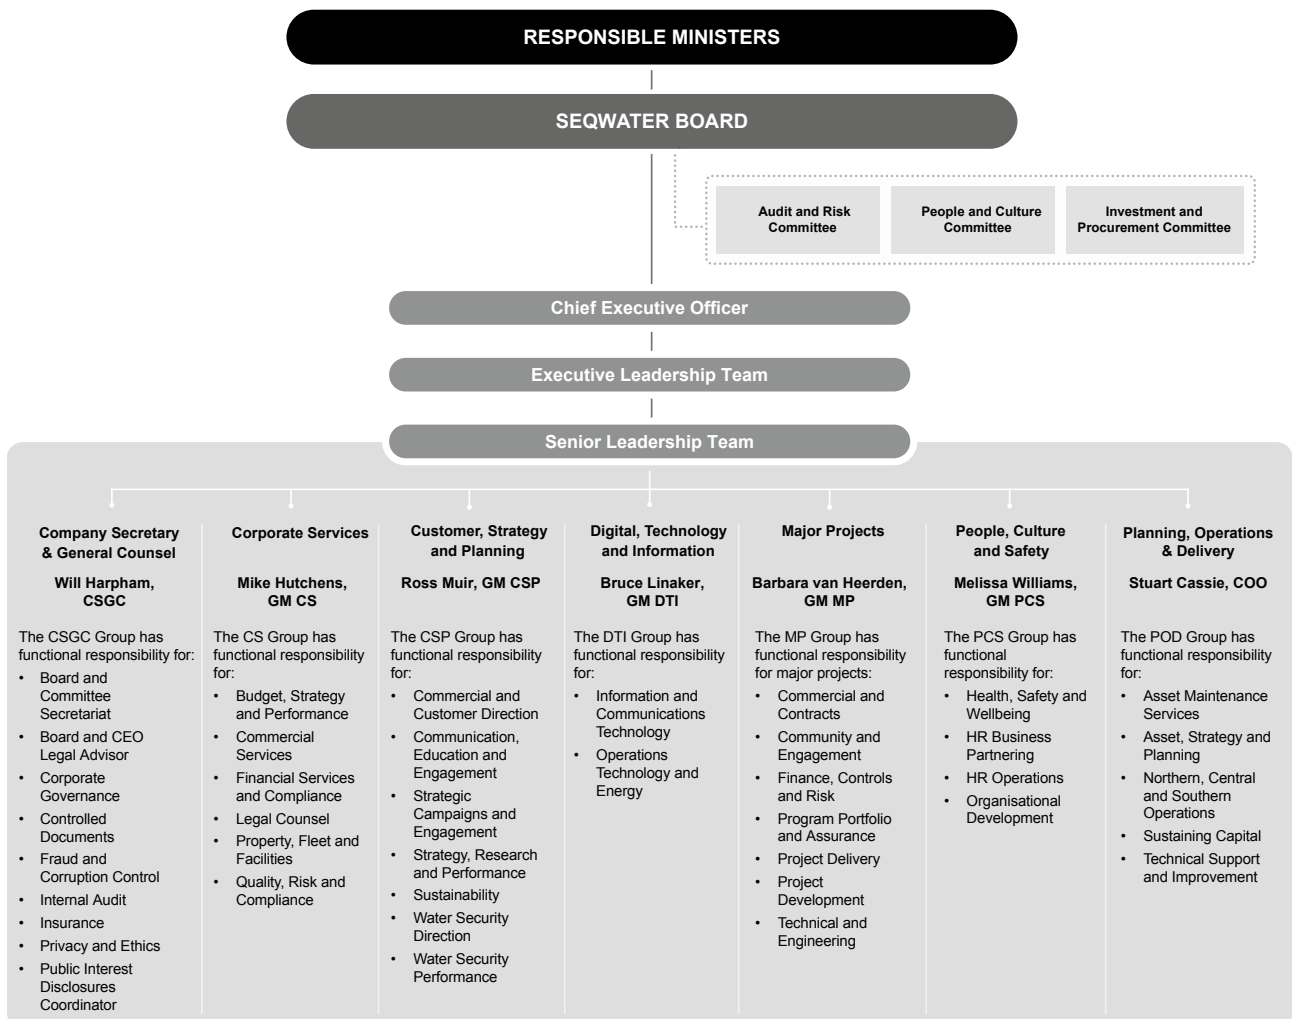 RESPONSIBLE MINISTERS
SEQWATER BOARD
Audit and Risk
Committee
People and Culture
Committee
Investment and
Procurement Committee
Chief Executive Officer
Executive Leadership Team
Senior Leadership Team
Company Secretary
& General Counsel
Will Harpham,
CSGC
The CSGC Group has
functional responsibility for:
• Board and
Committee
Secretariat
• Board and CEO
Legal Advisor
• Corporate
Governance
• Controlled
Documents
• Fraud and
Corruption Control
• Internal Audit
• Insurance
• Privacy and Ethics
• Public Interest
Disclosures
Coordinator
Corporate Services
Mike Hutchens,
GM CS
The CS Group has
functional responsibility
for:
• Budget, Strategy
and Performance
• Commercial
Services
• Financial Services
and Compliance
• Legal Counsel
• Property, Fleet and
Facilities
• Quality, Risk and
Compliance
Customer, Strategy
and Planning
Ross Muir, GM CSP
The CSP Group has
functional responsibility
for:
• Commercial and
Customer Direction
• Communication,
Education and
Engagement
• Strategic
Campaigns and
Engagement
• Strategy, Research
and Performance
• Sustainability
• Water Security
Direction
• Water Security
Performance
Digital, Technology
and Information
Bruce Linaker,
GM DTI
The DTI Group has
functional responsibility
for:
• Information and
Communications
Technology
• Operations
Technology and
Energy
Major Projects
Barbara van Heerden,
GM MP
The MP Group has
functional responsibility
for major projects:
• Commercial and
Contracts
• Community and
Engagement
• Finance, Controls
and Risk
• Program Portfolio
and Assurance
• Project Delivery
• Project
Development
• Technical and
Engineering
People, Culture
and Safety
Melissa Williams,
GM PCS
The PCS Group has
functional
responsibility for:
• Health, Safety and
Wellbeing
• HR Business
Partnering
• HR Operations
• Organisational
Development
Planning, Operations
& Delivery
Stuart Cassie, COO
The POD Group has
functional responsibility
for:
• Asset Maintenance
Services
• Asset, Strategy and
Planning
• Northern, Central
and Southern
Operations
• Sustaining Capital
• Technical Support
and Improvement